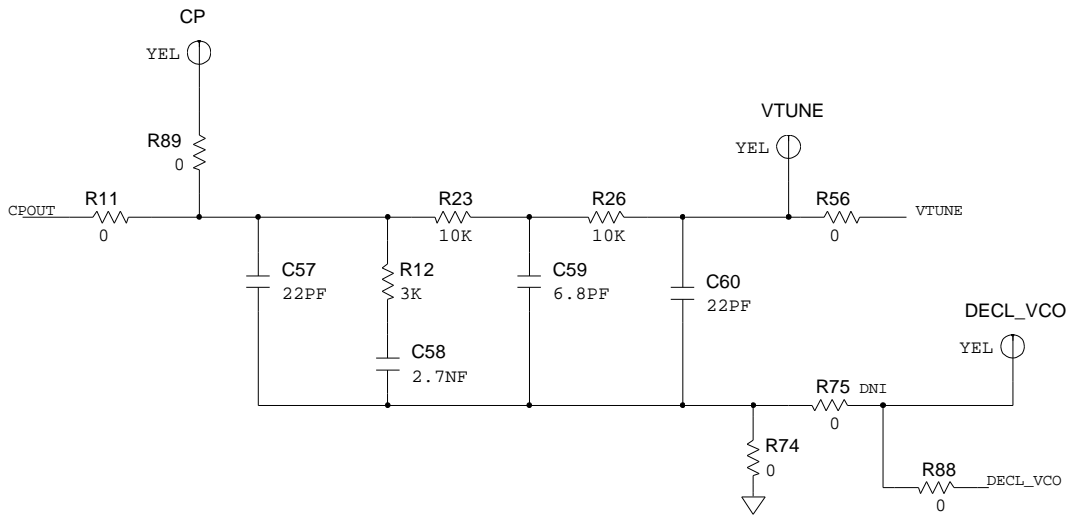 CP
YEL
R89
0
VTUNE
YEL
R11
R23
R26
R56
CPOUT
VTUNE
0
10K
10K
0
C57
22PF
R12
3K
C59
6.8PF
C60
22PF
DECL_VCO
YEL
C58
2.7NF
R75 DNI
0
R74
0
R88
DECL_VCO
0